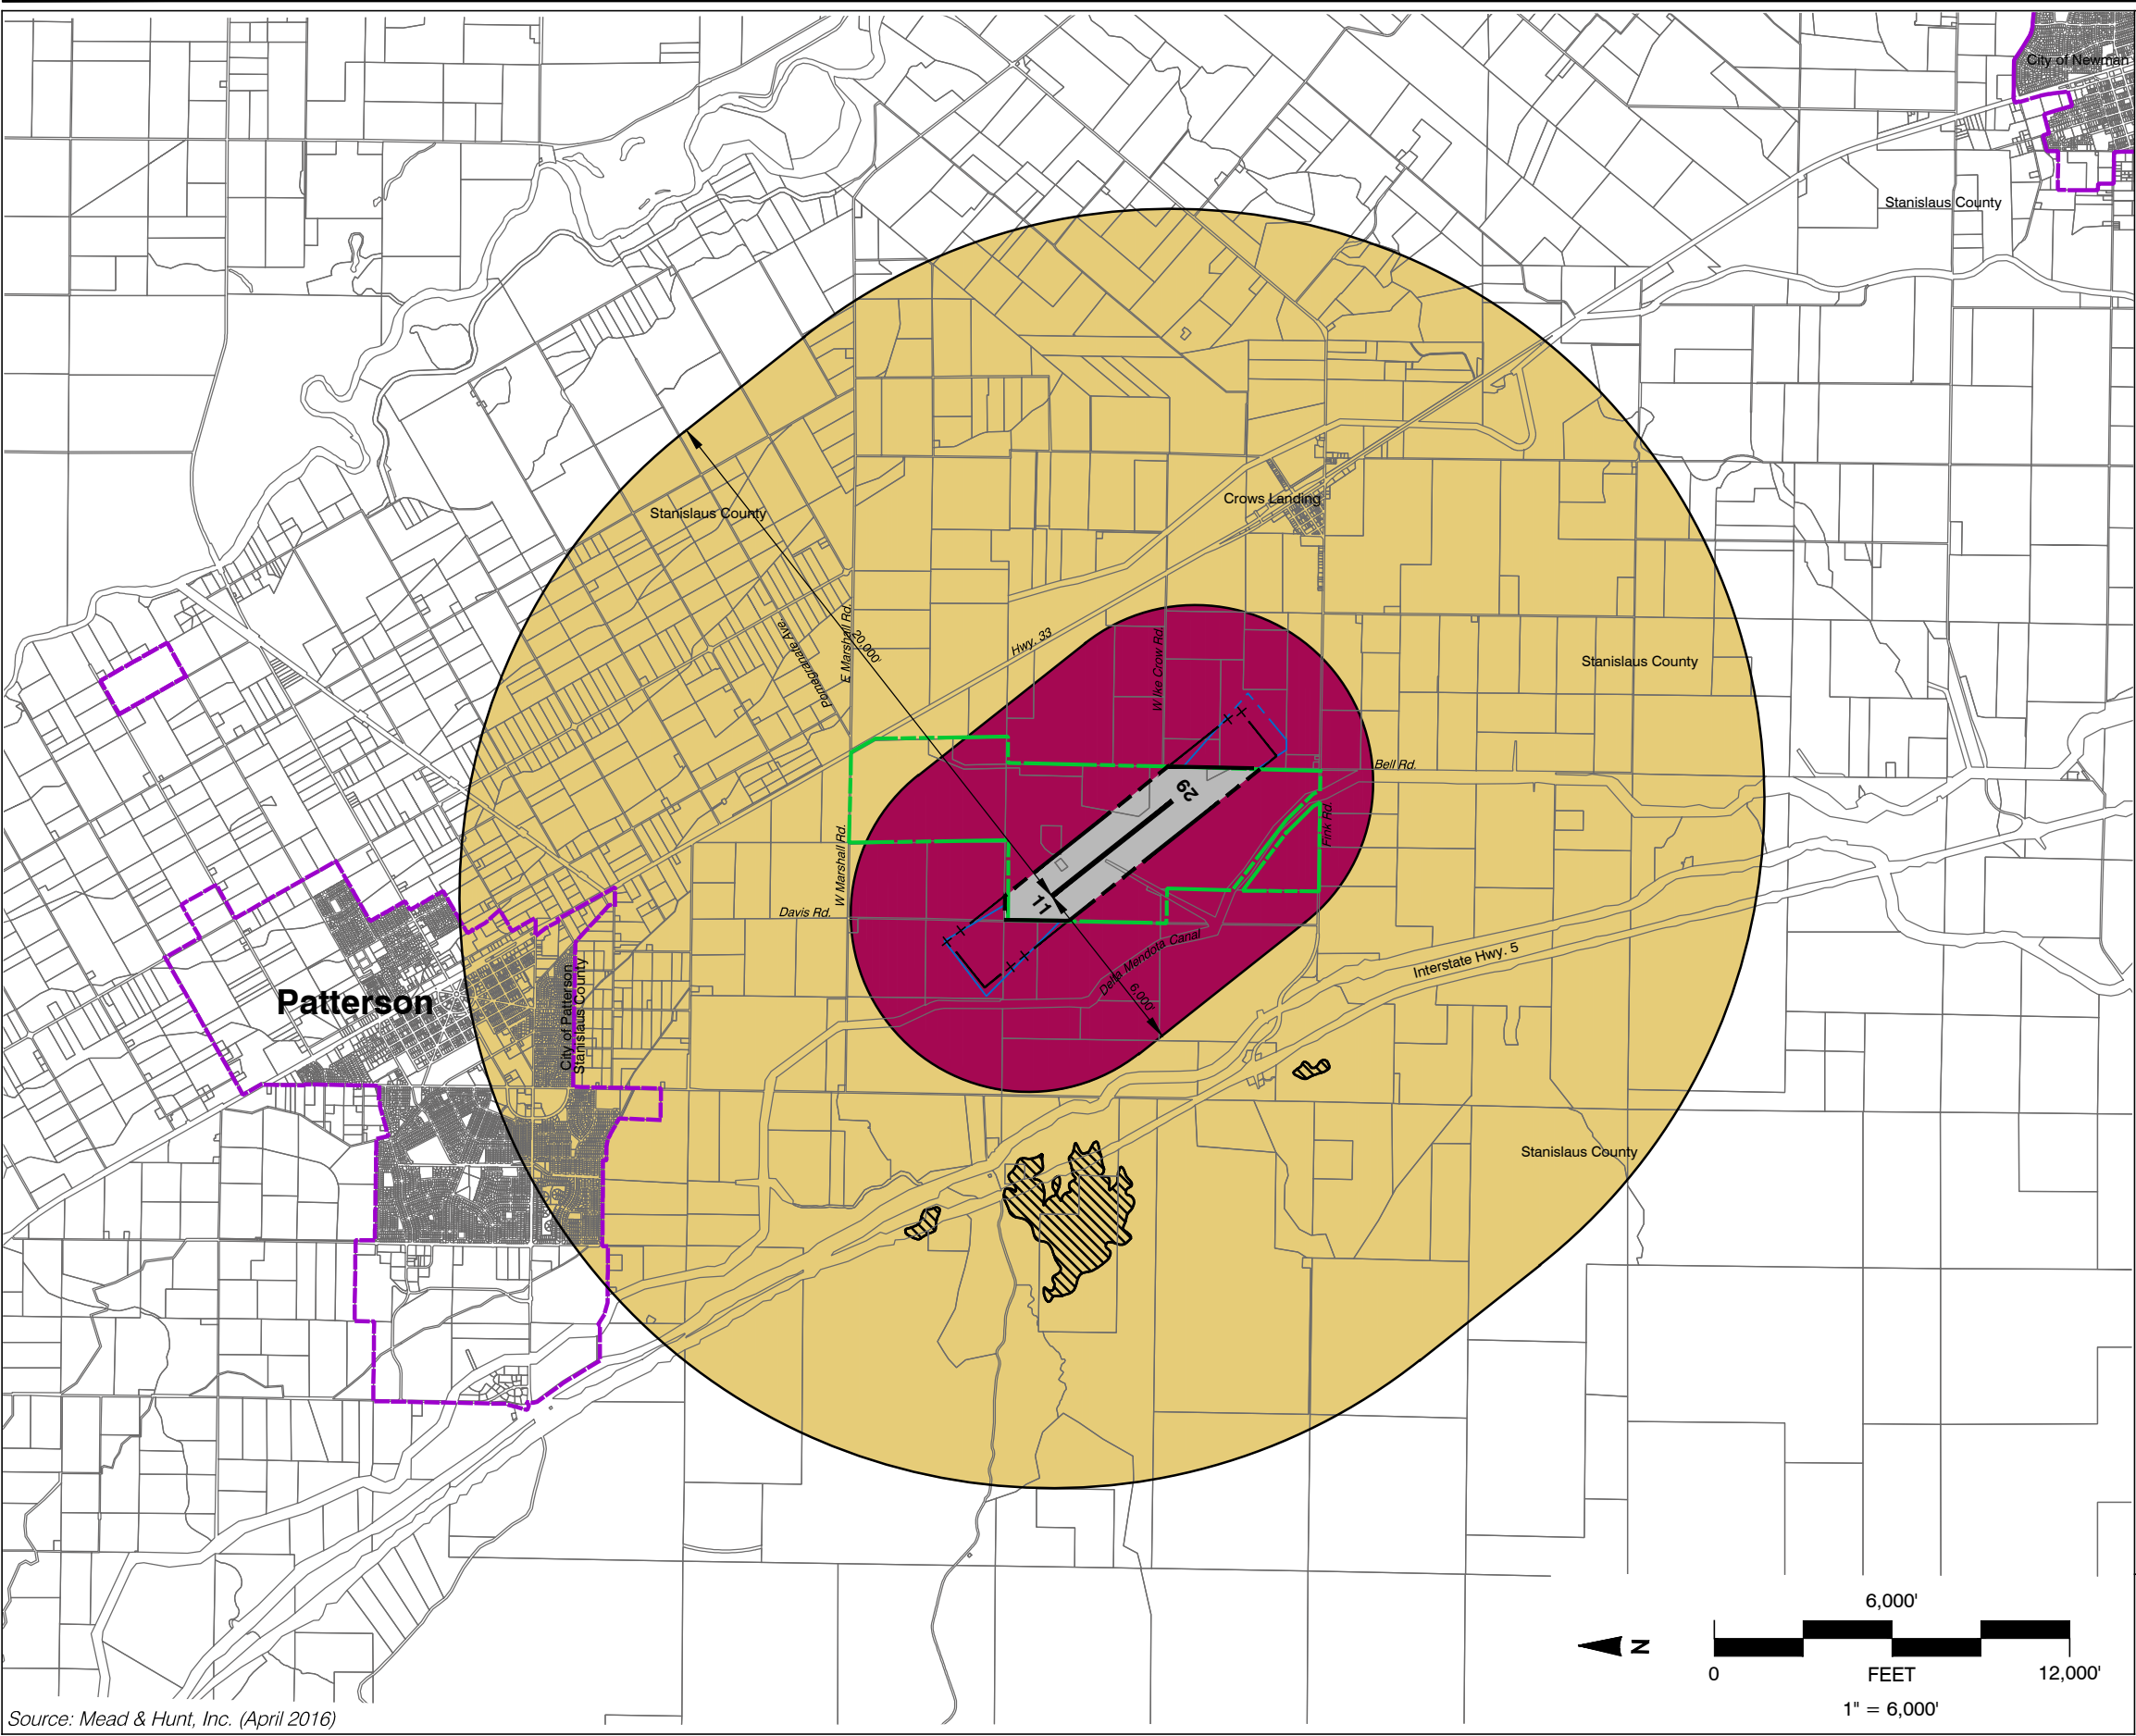 City of Newman
Stanislaus County
Crows Landing
Stanislaus County
20,000'
E Marshall Rd.
Pomegranate Ave.
Hwy. 33
W Ike Crow Rd.
Stanislaus County
Bell Rd.
29
Fink Rd.
W Marshall Rd.
Davis Rd.
11
Delta Mendota Canal
6,000'
Interstate Hwy. 5
Patterson
City of Patterson
Stanislaus County
Stanislaus County
6,000'
N
0
FEET
12,000'
1" = 6,000'
Source: Mead & Hunt, Inc. (April 2016)